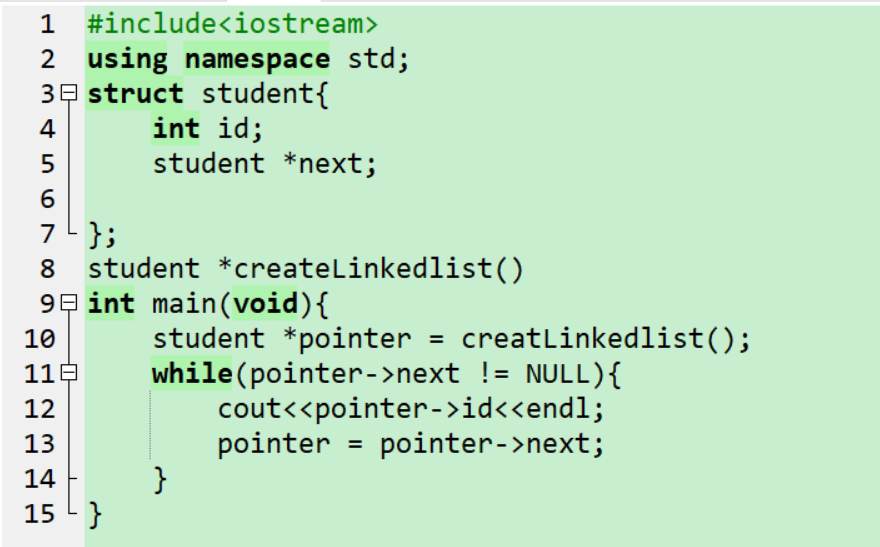 1 #include<iostream>
2 using namespace std;
3 struct student{
4 int id;
5 student *next;
6
7 };
8 student *createLinkedlist()
9 int main(void){
10 student *pointer = creatLinkedlist();
11 while(pointer->next != NULL){
12 cout<<pointer->id<<endl;
13 pointer = pointer->next;
14 }
15 }